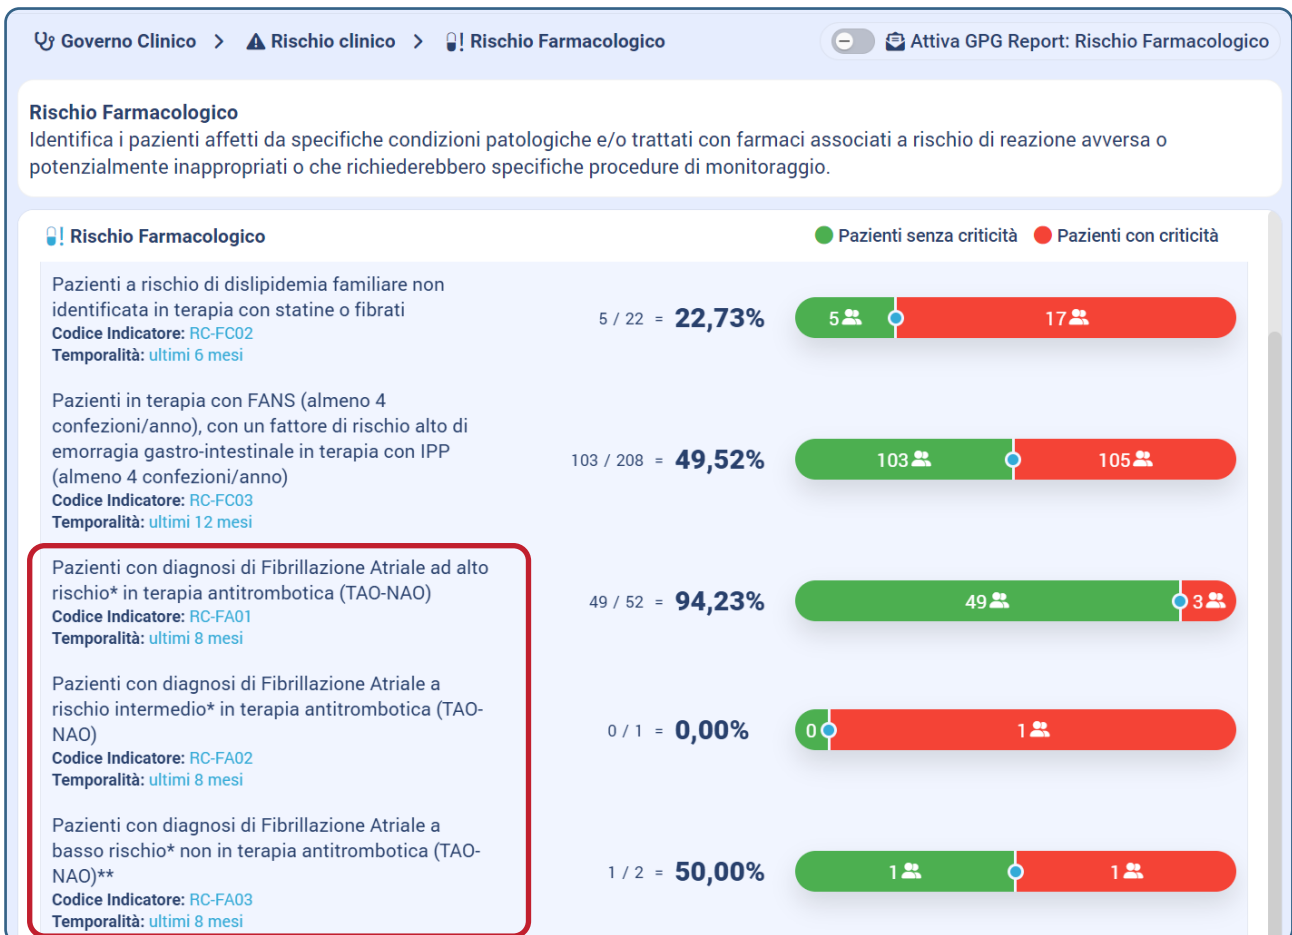 Governo Clinico > Rischio clinico > Rischio Farmacologico
Attiva GPG Report: Rischio Farmacologico
Rischio Farmacologico
Identifica i pazienti affetti da specifiche condizioni patologiche e/o trattati con farmaci associati a rischio di reazione avversa o
potenzialmente inappropriati o che richiederebbero specifiche procedure di monitoraggio.
Rischio Farmacologico
Pazienti senza criticità
Pazienti con criticità
Pazienti a rischio di dislipidemia familiare non
identificata in terapia con statine o fibrati
Codice Indicatore: RC-FC02
Temporalità: ultimi 6 mesi
5 / 22 = 22,73%
5
17
Pazienti in terapia con FANS (almeno 4
confezioni/anno), con un fattore di rischio alto di
emorragia gastro-intestinale in terapia con IPP
(almeno 4 confezioni/anno)
Codice Indicatore: RC-FC03
Temporalità: ultimi 12 mesi
103 / 208 = 49,52%
103
105
Pazienti con diagnosi di Fibrillazione Atriale ad alto
rischio* in terapia antitrombotica (TAO-NAO)
Codice Indicatore: RC-FA01
Temporalità: ultimi 8 mesi
49 / 52 = 94,23%
49
3
Pazienti con diagnosi di Fibrillazione Atriale a
rischio intermedio* in terapia antitrombotica (TAO-
NAO)
Codice Indicatore: RC-FA02
Temporalità: ultimi 8 mesi
0 / 1 = 0,00%
0
1
Pazienti con diagnosi di Fibrillazione Atriale a
basso rischio* non in terapia antitrombotica (TAO-
NAO)**
Codice Indicatore: RC-FA03
Temporalità: ultimi 8 mesi
1 / 2 = 50,00%
1
1